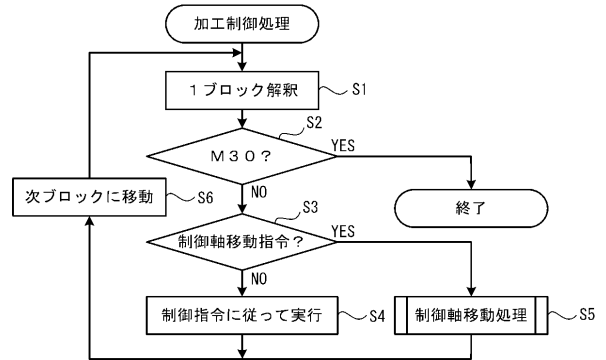 加工制御処理
1ブロック解釈
S1
M30?
S2
YES
NO
終了
次ブロックに移動
S6
制御軸移動指令?
S3
YES
NO
制御指令に従って実行
S4
制御軸移動処理
S5